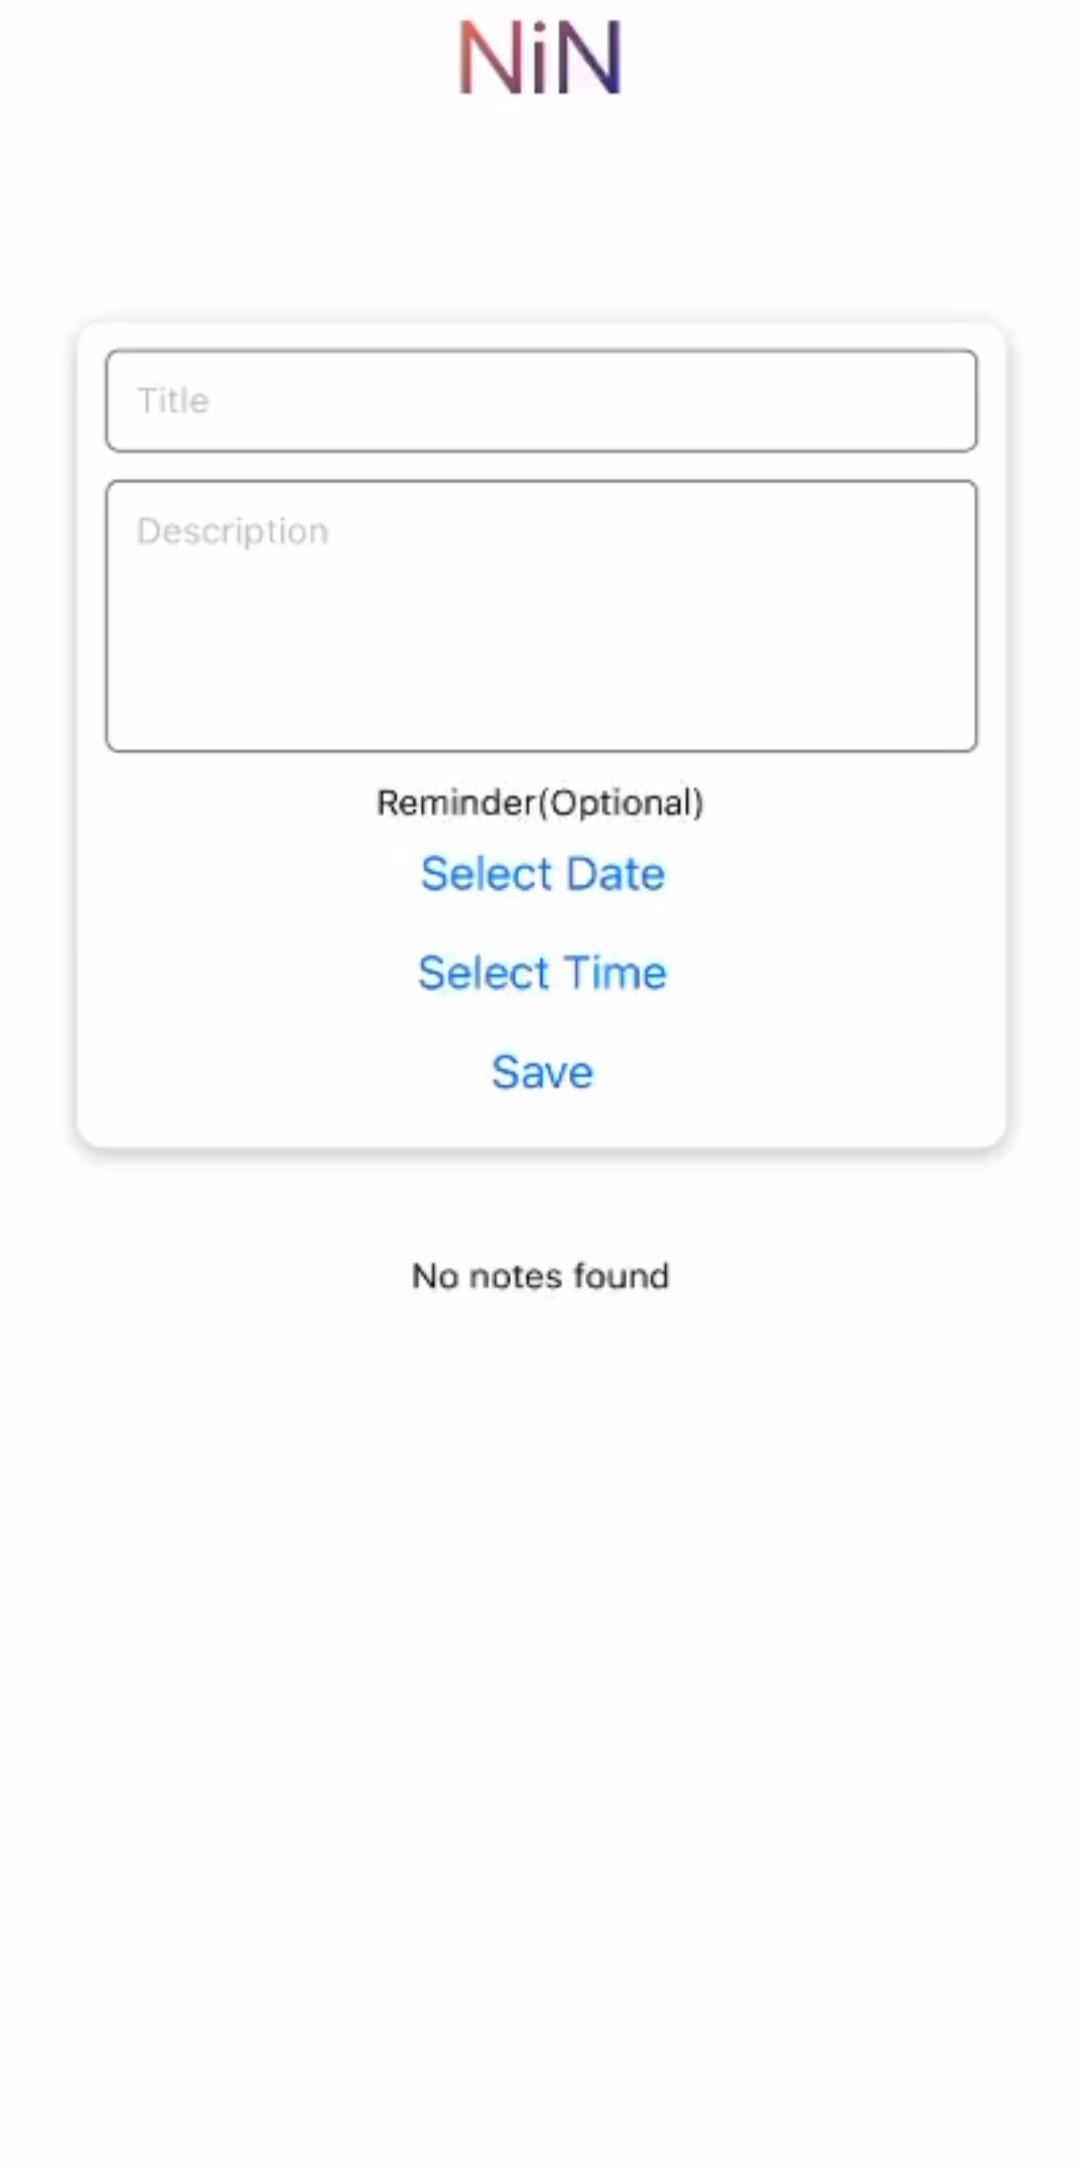 NiN
Title
Description
Reminder(Optional)
Select Date
Select Time
Save
No notes found